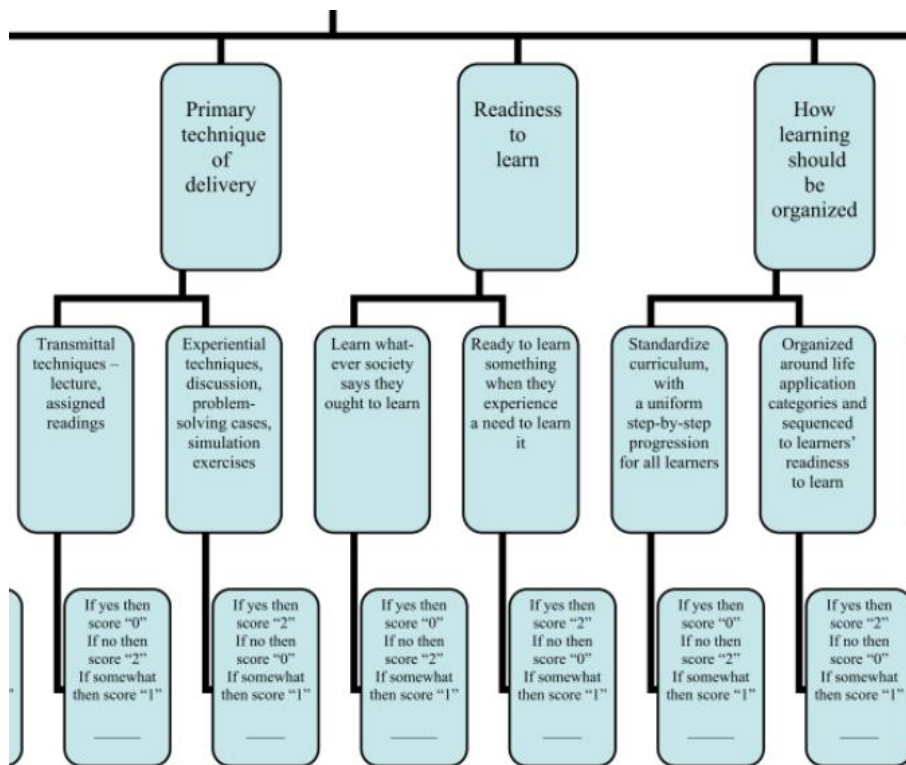 Primary
technique
of
delivery
Readiness
to
learn
How
learning
should
be
organized
Transmittal
techniques –
lecture,
assigned
readings
Experiential
techniques,
discussion,
problem-
solving cases,
simulation
exercises
Learn what-
ever society
says they
ought to learn
Ready to learn
something
when they
experience
a need to learn
it
Standardize
curriculum,
with
a uniform
step-by-step
progression
for all learners
Organized
around life
application
categories and
sequenced
to learners’
readiness
to learn
”
If yes then
score “0”
If no then
score “2”
If somewhat
then score “1”
_____
If yes then
score “2”
If no then
score “0”
If somewhat
then score “1”
_____
If yes then
score “0”
If no then
score “2”
If somewhat
then score “1”
_____
If yes then
score “2”
If no then
score “0”
If somewhat
then score “1”
_____
If yes then
score “0”
If no then
score “2”
If somewhat
then score “1”
_____
If yes then
score “2”
If no then
score “0”
If somewhat
then score “1”
_____